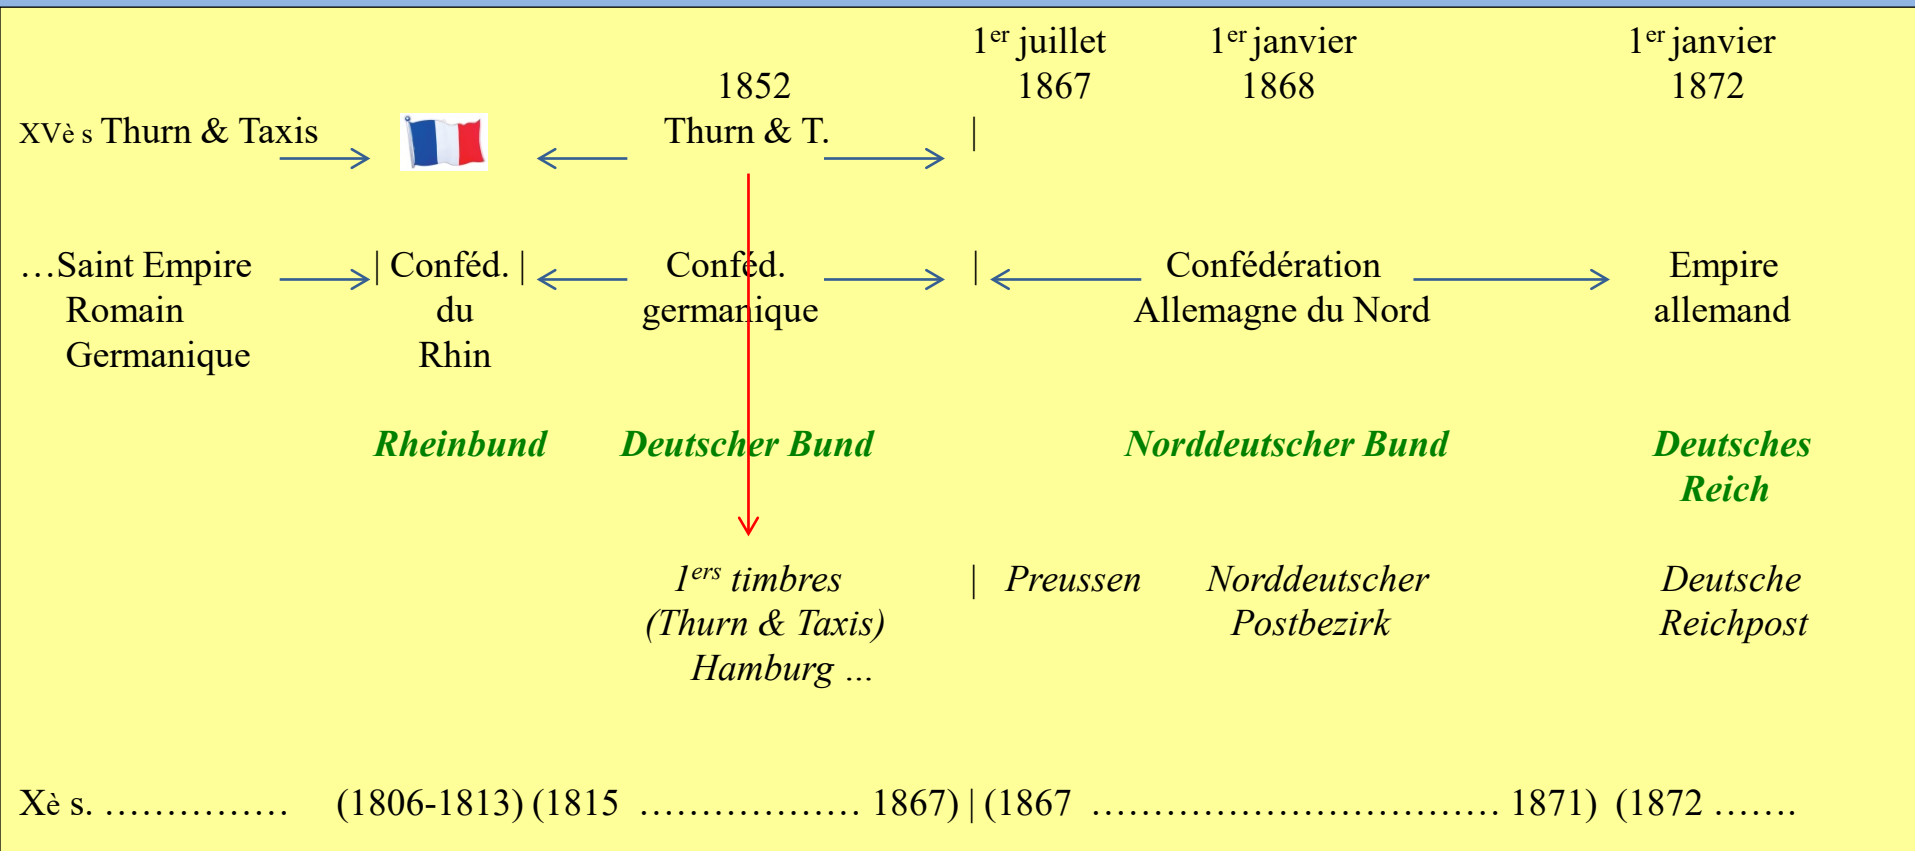 1er juillet 1er janvier 1er janvier
1852 1867 1868 1872
XVè s Thurn & Taxis Thurn & T. |
…Saint Empire | Conféd. | Conféd. | Confédération Empire
Romain du germanique Allemagne du Nord allemand
Germanique Rhin
Rheinbund Deutscher Bund Norddeutscher Bund Deutsches
Reich
1ers timbres | Preussen Norddeutscher Deutsche
(Thurn & Taxis) Postbezirk Reichpost
Hamburg …
Xè s. …………… (1806-1813) (1815 ……………… 1867) | (1867 …………………………… 1871) (1872 …….